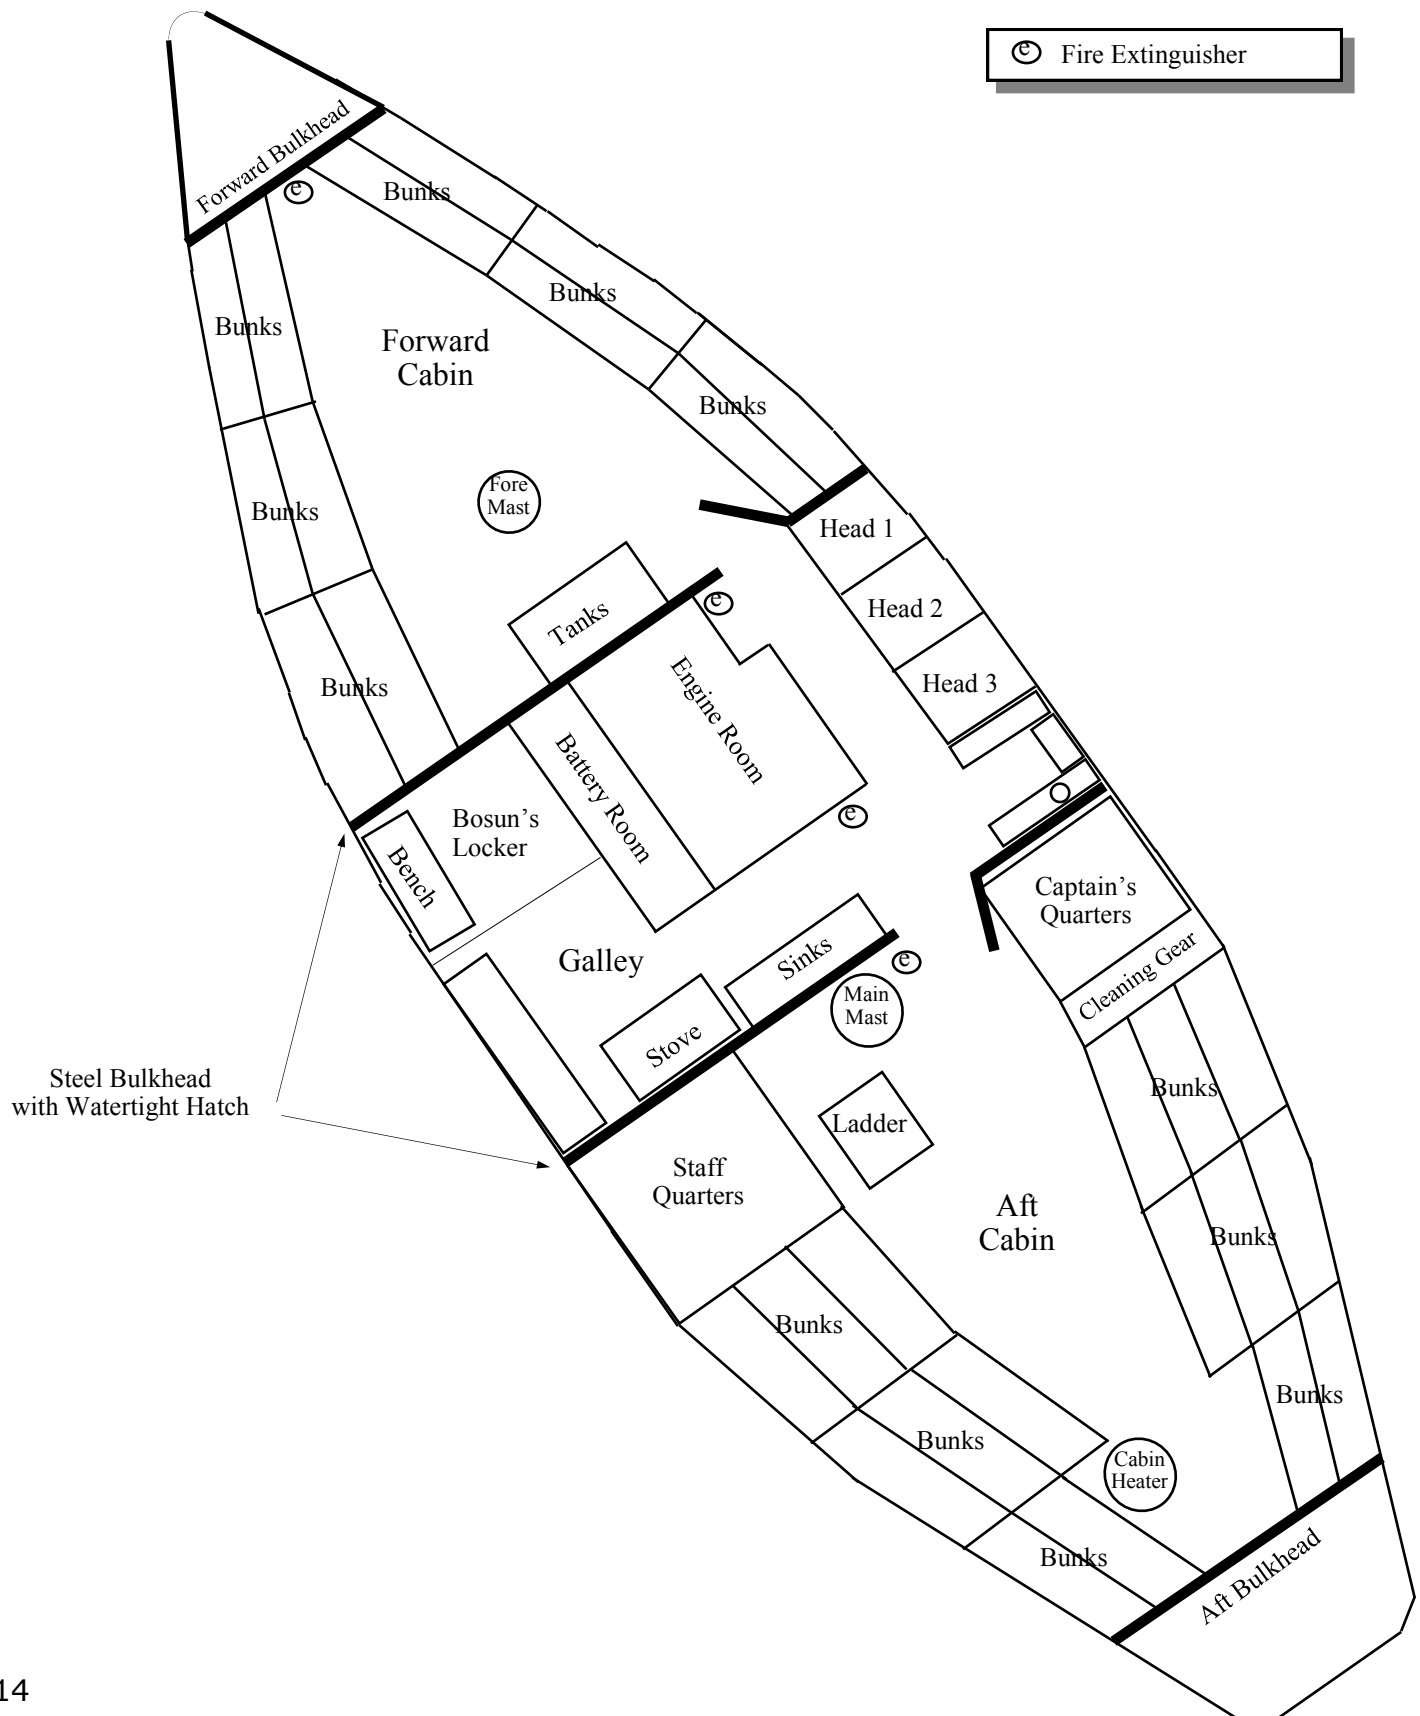 e Fire Extinguisher
Forward Bulkhead
e
Bunks
Bunks
Bunks
Forward
Cabin
Bunks
Bunks
Fore
Mast
Head 1
Tanks
e
Head 2
Engine Room
Head 3
Bunks
Battery Room
Bosun's
Locker
e
Bench
Captain's
Quarters
Galley
Sinks
e
Cleaning Gear
Main
Mast
Stove
Steel Bulkhead
with Watertight Hatch
Bunks
Ladder
Staff
Quarters
Aft
Cabin
Bunks
Bunks
Bunks
Bunks
Cabin
Heater
Bunks
Aft Bulkhead
14